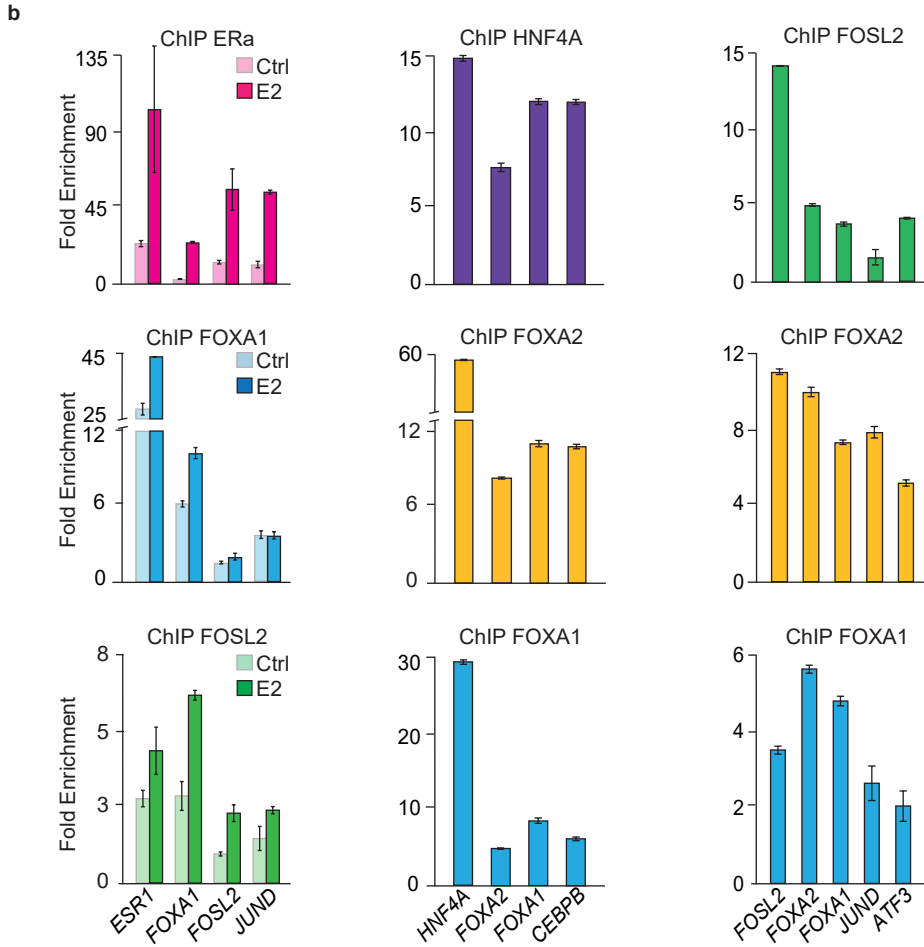 b
ChIP ERa
Fold Enrichment
135
90
45
0
Ctrl
E2
ChIP HNF4A
15
10
5
0
ChIP FOSL2
15
10
5
0
ChIP FOXA1
Fold Enrichment
45
25
12
6
0
Ctrl
E2
ChIP FOXA2
60
12
6
0
ChIP FOXA2
12
8
4
0
ChIP FOSL2
Fold Enrichment
8
5
3
0
Ctrl
E2
ESR1
FOXA1
FOSL2
JUND
ChIP FOXA1
30
20
10
0
HNF4A
FOXA2
FOXA1
CEBPB
ChIP FOXA1
6
4
2
0
FOSL2
FOXA2
FOXA1
JUND
ATF3